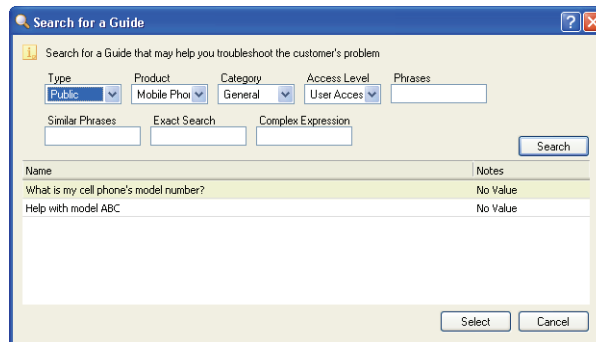 Search for a Guide
Search for a Guide that may help you troubleshoot the customer's problem
Type Product Category Access Level Phrases
Public Mobile Phor General User Acces
Similar Phrases Exact Search Complex Expression
Search
Name Notes
What is my cell phone's model number? No Value
Help with model ABC No Value
Select Cancel